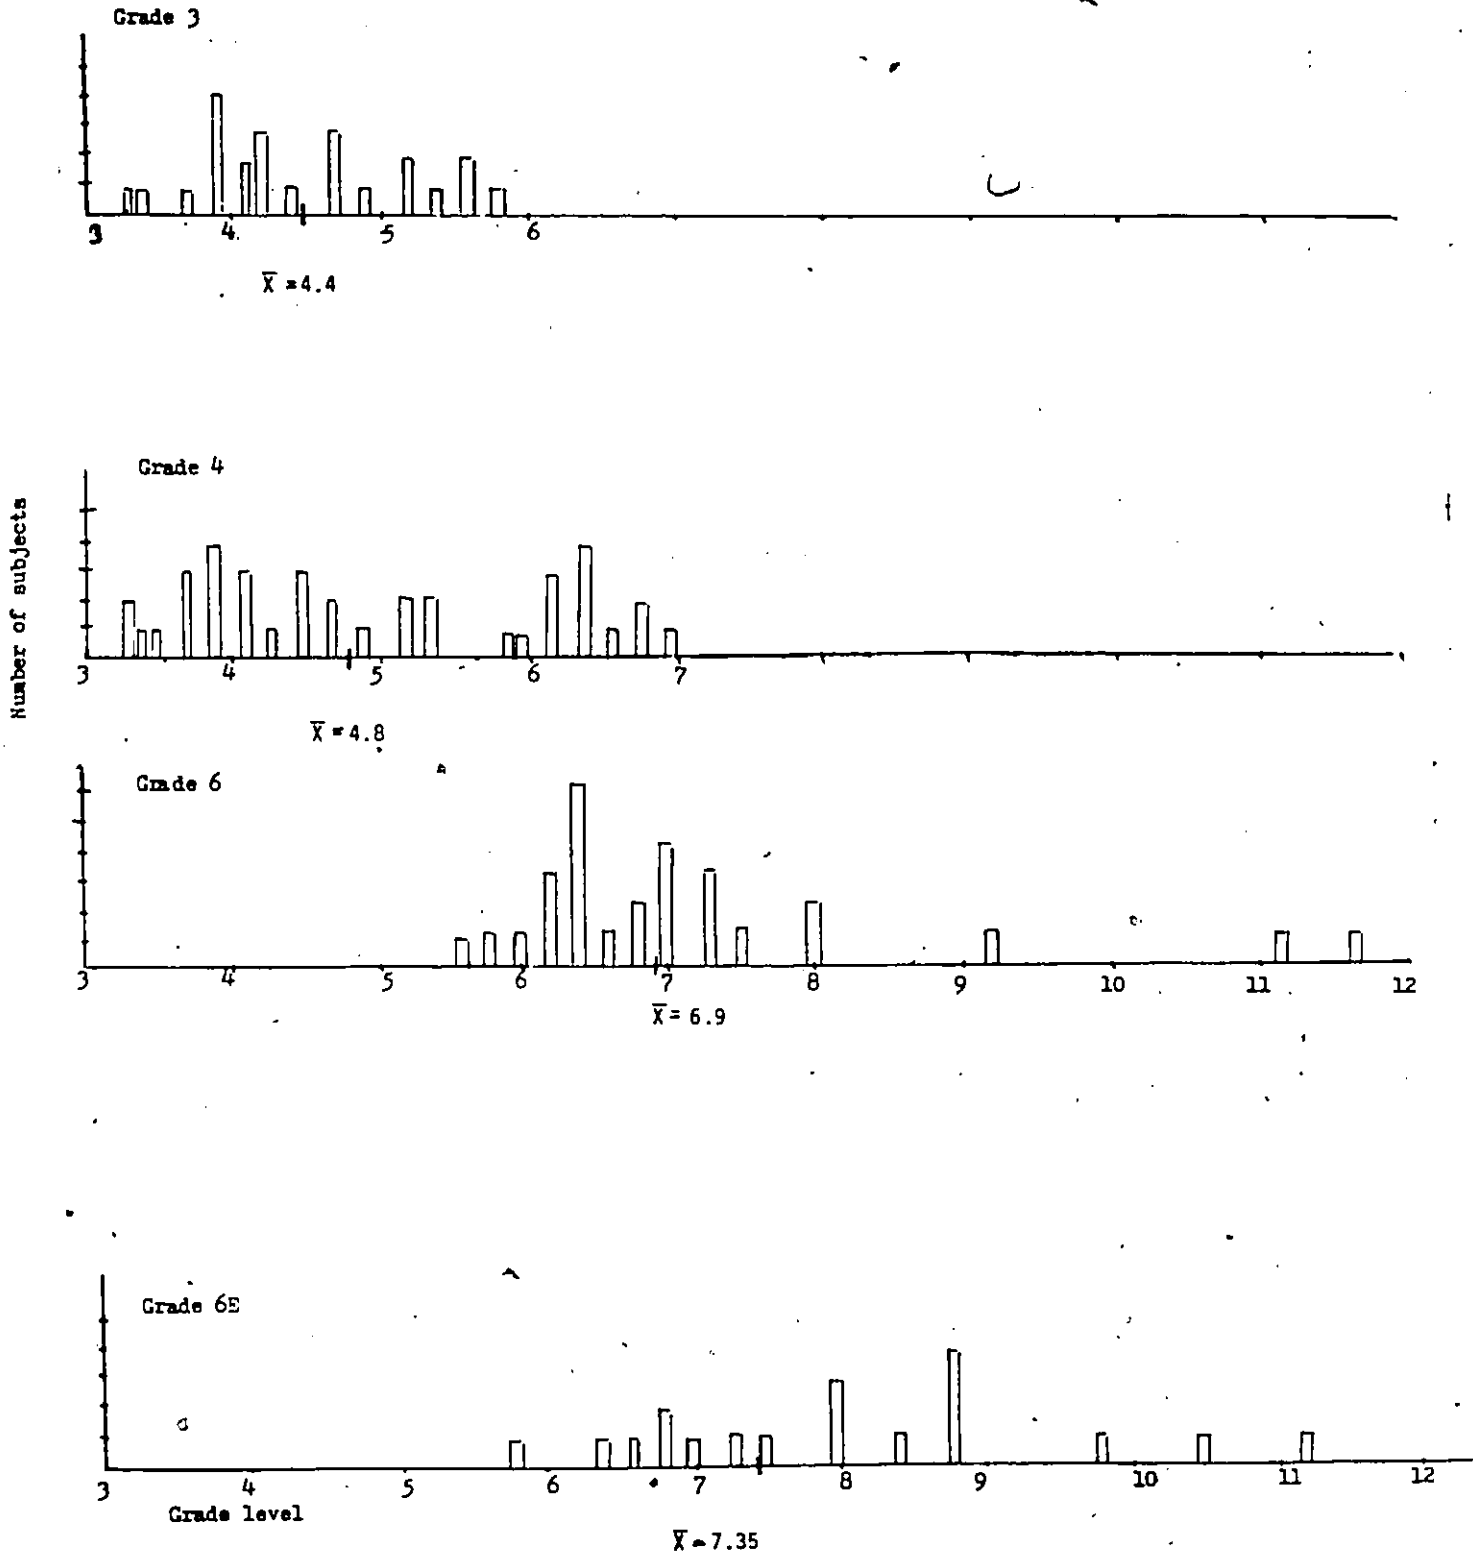 Grade 3
3 4 5 6
X̄ = 4.4
Number of subjects
Grade 4
3 4 5 6 7
X̄ = 4.8
Grade 6
3 4 5 6 7 8 9 10 11 12
X̄ = 6.9
Grade 6E
3 4 5 6 7 8 9 10 11 12
Grade level
X̄ = 7.35